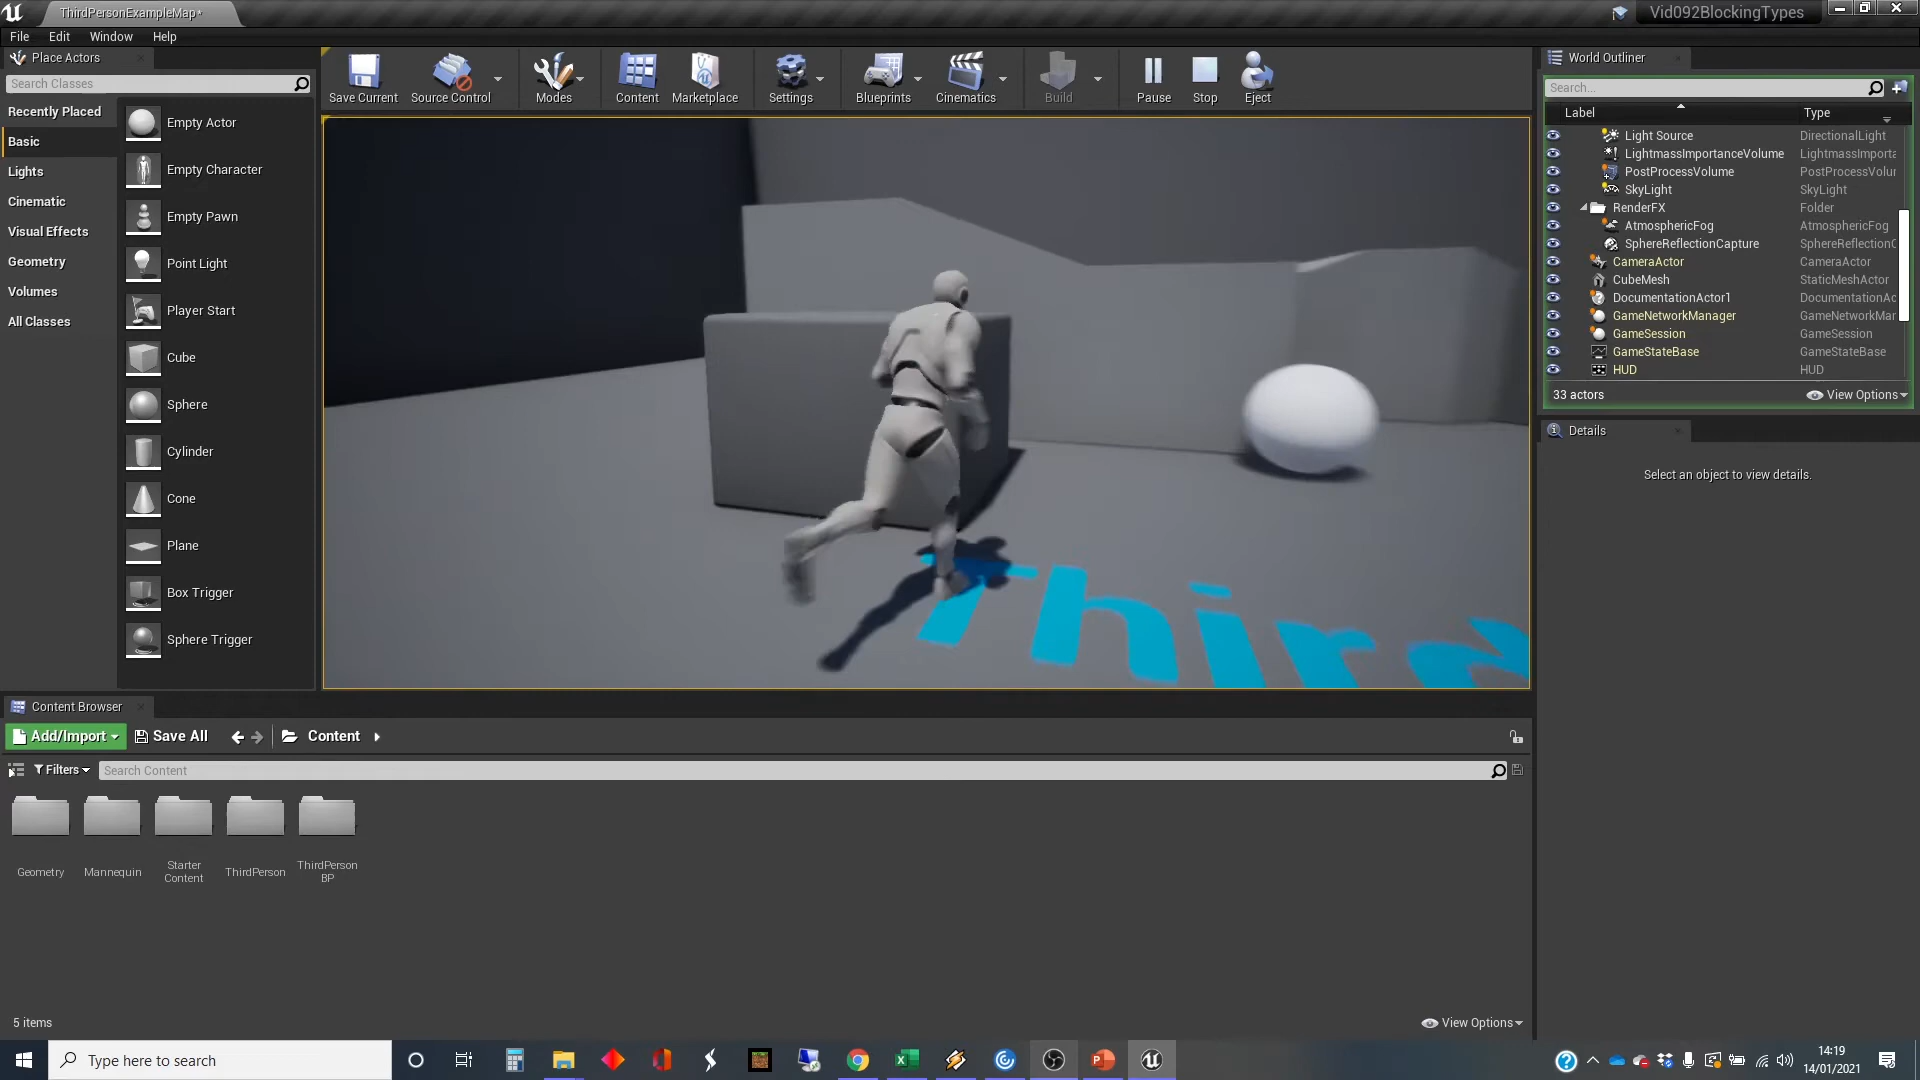 ThirdPersonExampleMap*
Vid092BlockingTypes
File Edit Window Help
Place Actors
Search Classes
Recently Placed
Basic
Lights
Cinematic
Visual Effects
Geometry
Volumes
All Classes
Empty Actor
Empty Character
Empty Pawn
Point Light
Player Start
Cube
Sphere
Cylinder
Cone
Plane
Box Trigger
Sphere Trigger
Save Current Source Control Modes Content Marketplace Settings Blueprints Cinematics Build Pause Stop Eject
Third
World Outliner
Search...
Label Type
Light Source DirectionalLight
LightmassImportanceVolume LightmassImporta
PostProcessVolume PostProcessVolur
SkyLight SkyLight
RenderFX Folder
AtmosphericFog AtmosphericFog
SphereReflectionCapture SphereReflectionC
CameraActor CameraActor
CubeMesh StaticMeshActor
DocumentationActor1 DocumentationAc
GameNetworkManager GameNetworkMar
GameSession GameSession
GameStateBase GameStateBase
HUD HUD
33 actors View Options
Details
Select an object to view details.
Content Browser
Add/Import Save All Content
Filters Search Content
Geometry
Mannequin
Starter
Content
ThirdPerson
ThirdPerson
BP
5 items View Options
Type here to search
14:19
14/01/2021